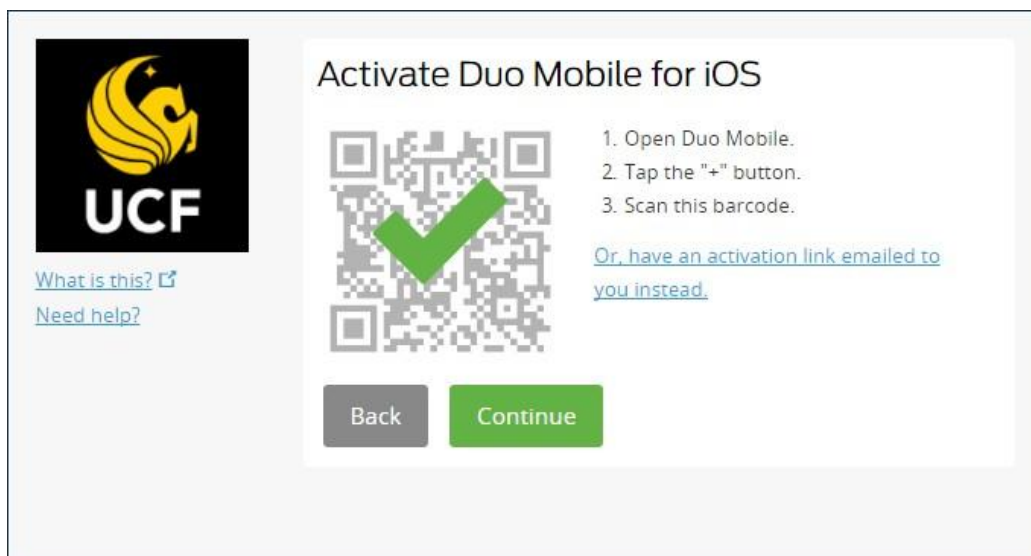 UCF
What is this?
Need help?
Activate Duo Mobile for iOS
1. Open Duo Mobile.
2. Tap the "+" button.
3. Scan this barcode.
Or, have an activation link emailed to
you instead.
Back
Continue